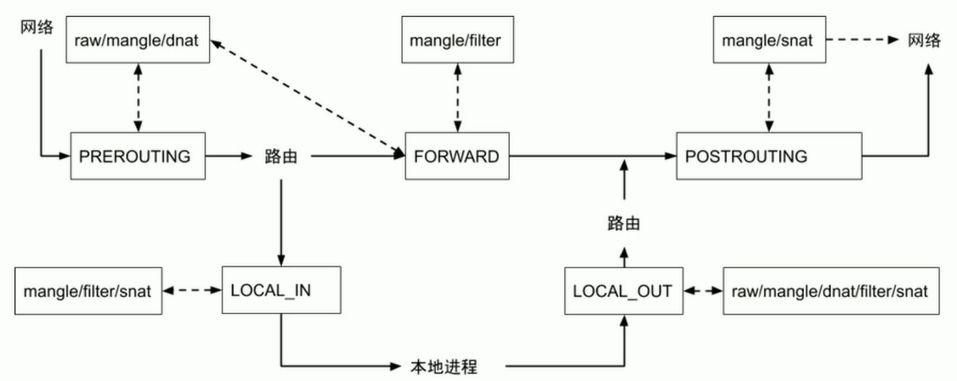 网络
raw/mangle/dnat
mangle/filter
mangle/snat
网络
PREROUTING
路由
FORWARD
POSTROUTING
路由
mangle/filter/snat
LOCAL_IN
LOCAL_OUT
raw/mangle/dnat/filter/snat
本地进程